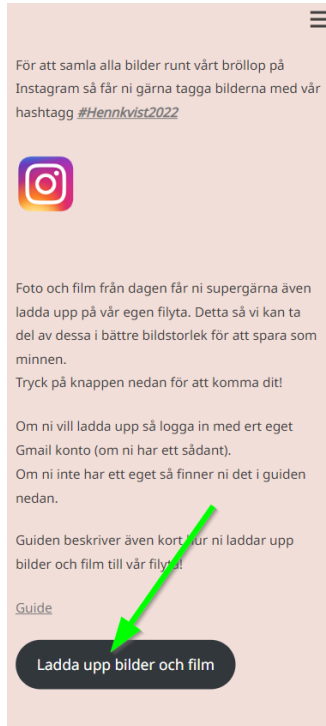 För att samla alla bilder runt vårt bröllop på
Instagram så får ni gärna tagga bilderna med vår
hashtagg #Hennkvist2022
Foto och film från dagen får ni supergärna även
ladda upp på vår egen filyta. Detta så vi kan ta
del av dessa i bättre bildstorlek för att spara som
minnen.
Tryck på knappen nedan för att komma dit!
Om ni vill ladda upp så logga in med ert eget
Gmail konto (om ni har ett sådant).
Om ni inte har ett eget så finner ni det i guiden
nedan.
Guiden beskriver även kort hur ni laddar upp
bilder och film till vår filyta!
Guide
Ladda upp bilder och film